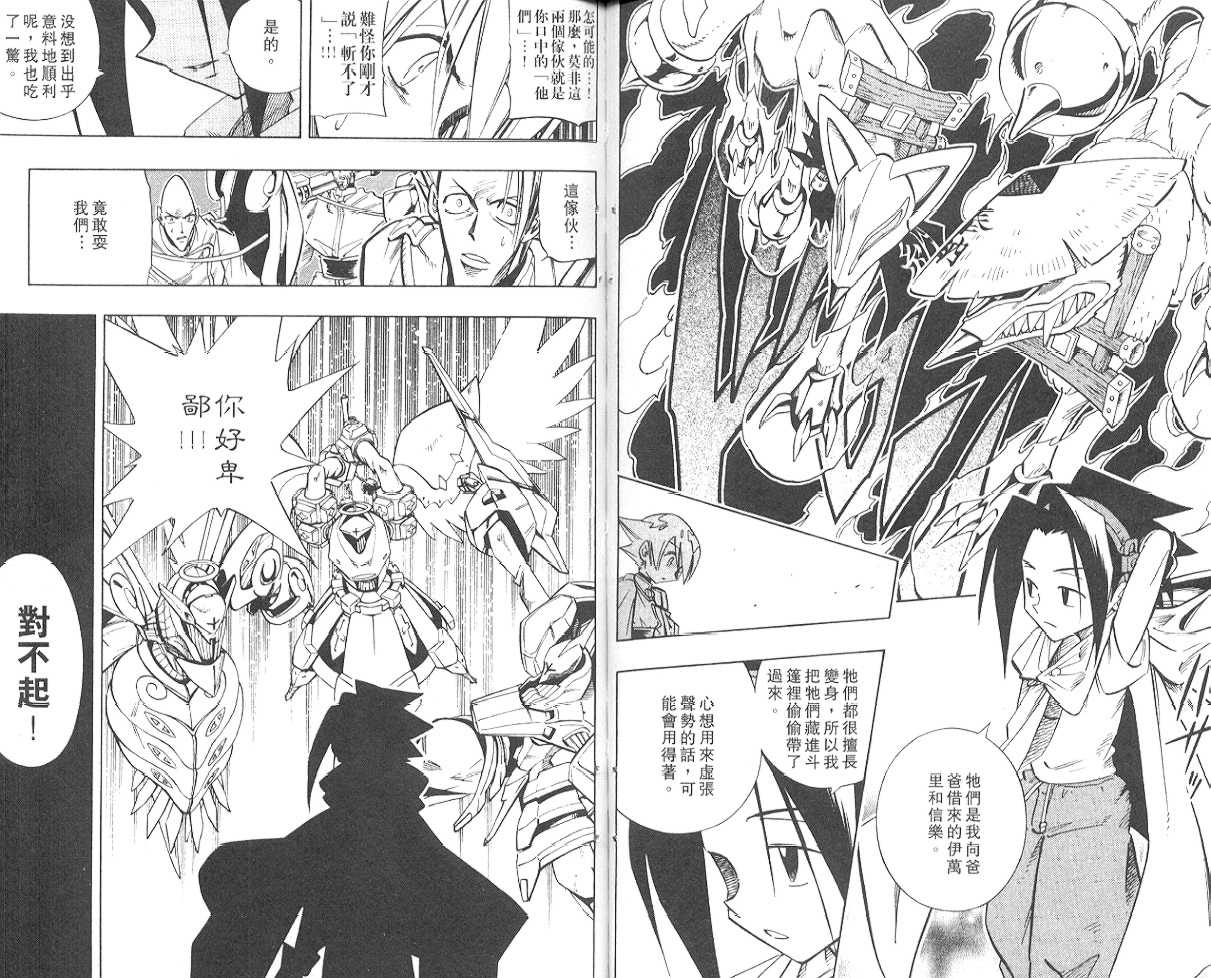 牠們是我向爸
爸借來的伊萬
里和信樂。
牠們都很擅長
變身，所以我
把牠們藏進斗
篷裡偷偷帶了
過來。
心想用來虛張
聲勢的話，可
能會用得著。
怎可能的…！
那麼，莫非這
兩個傢伙就是
你口中的「他
們」…！
難怪你剛才
説「斬不了
」…!!
是的。
没想到出乎
意料地順利
呢，我也吃
了一驚。
這傢伙…
竟敢耍
我們…
你好卑
鄙!!!
對不起！